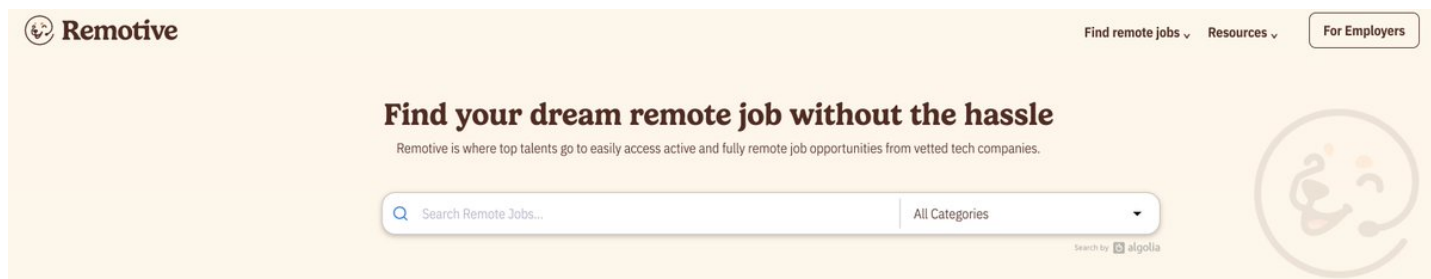 Remotive
Find remote jobs
Resources
For Employers
Find your dream remote job without the hassle
Remotive is where top talents go to easily access active and fully remote job opportunities from vetted tech companies.
Search Remote Jobs...
All Categories
Search by algolia